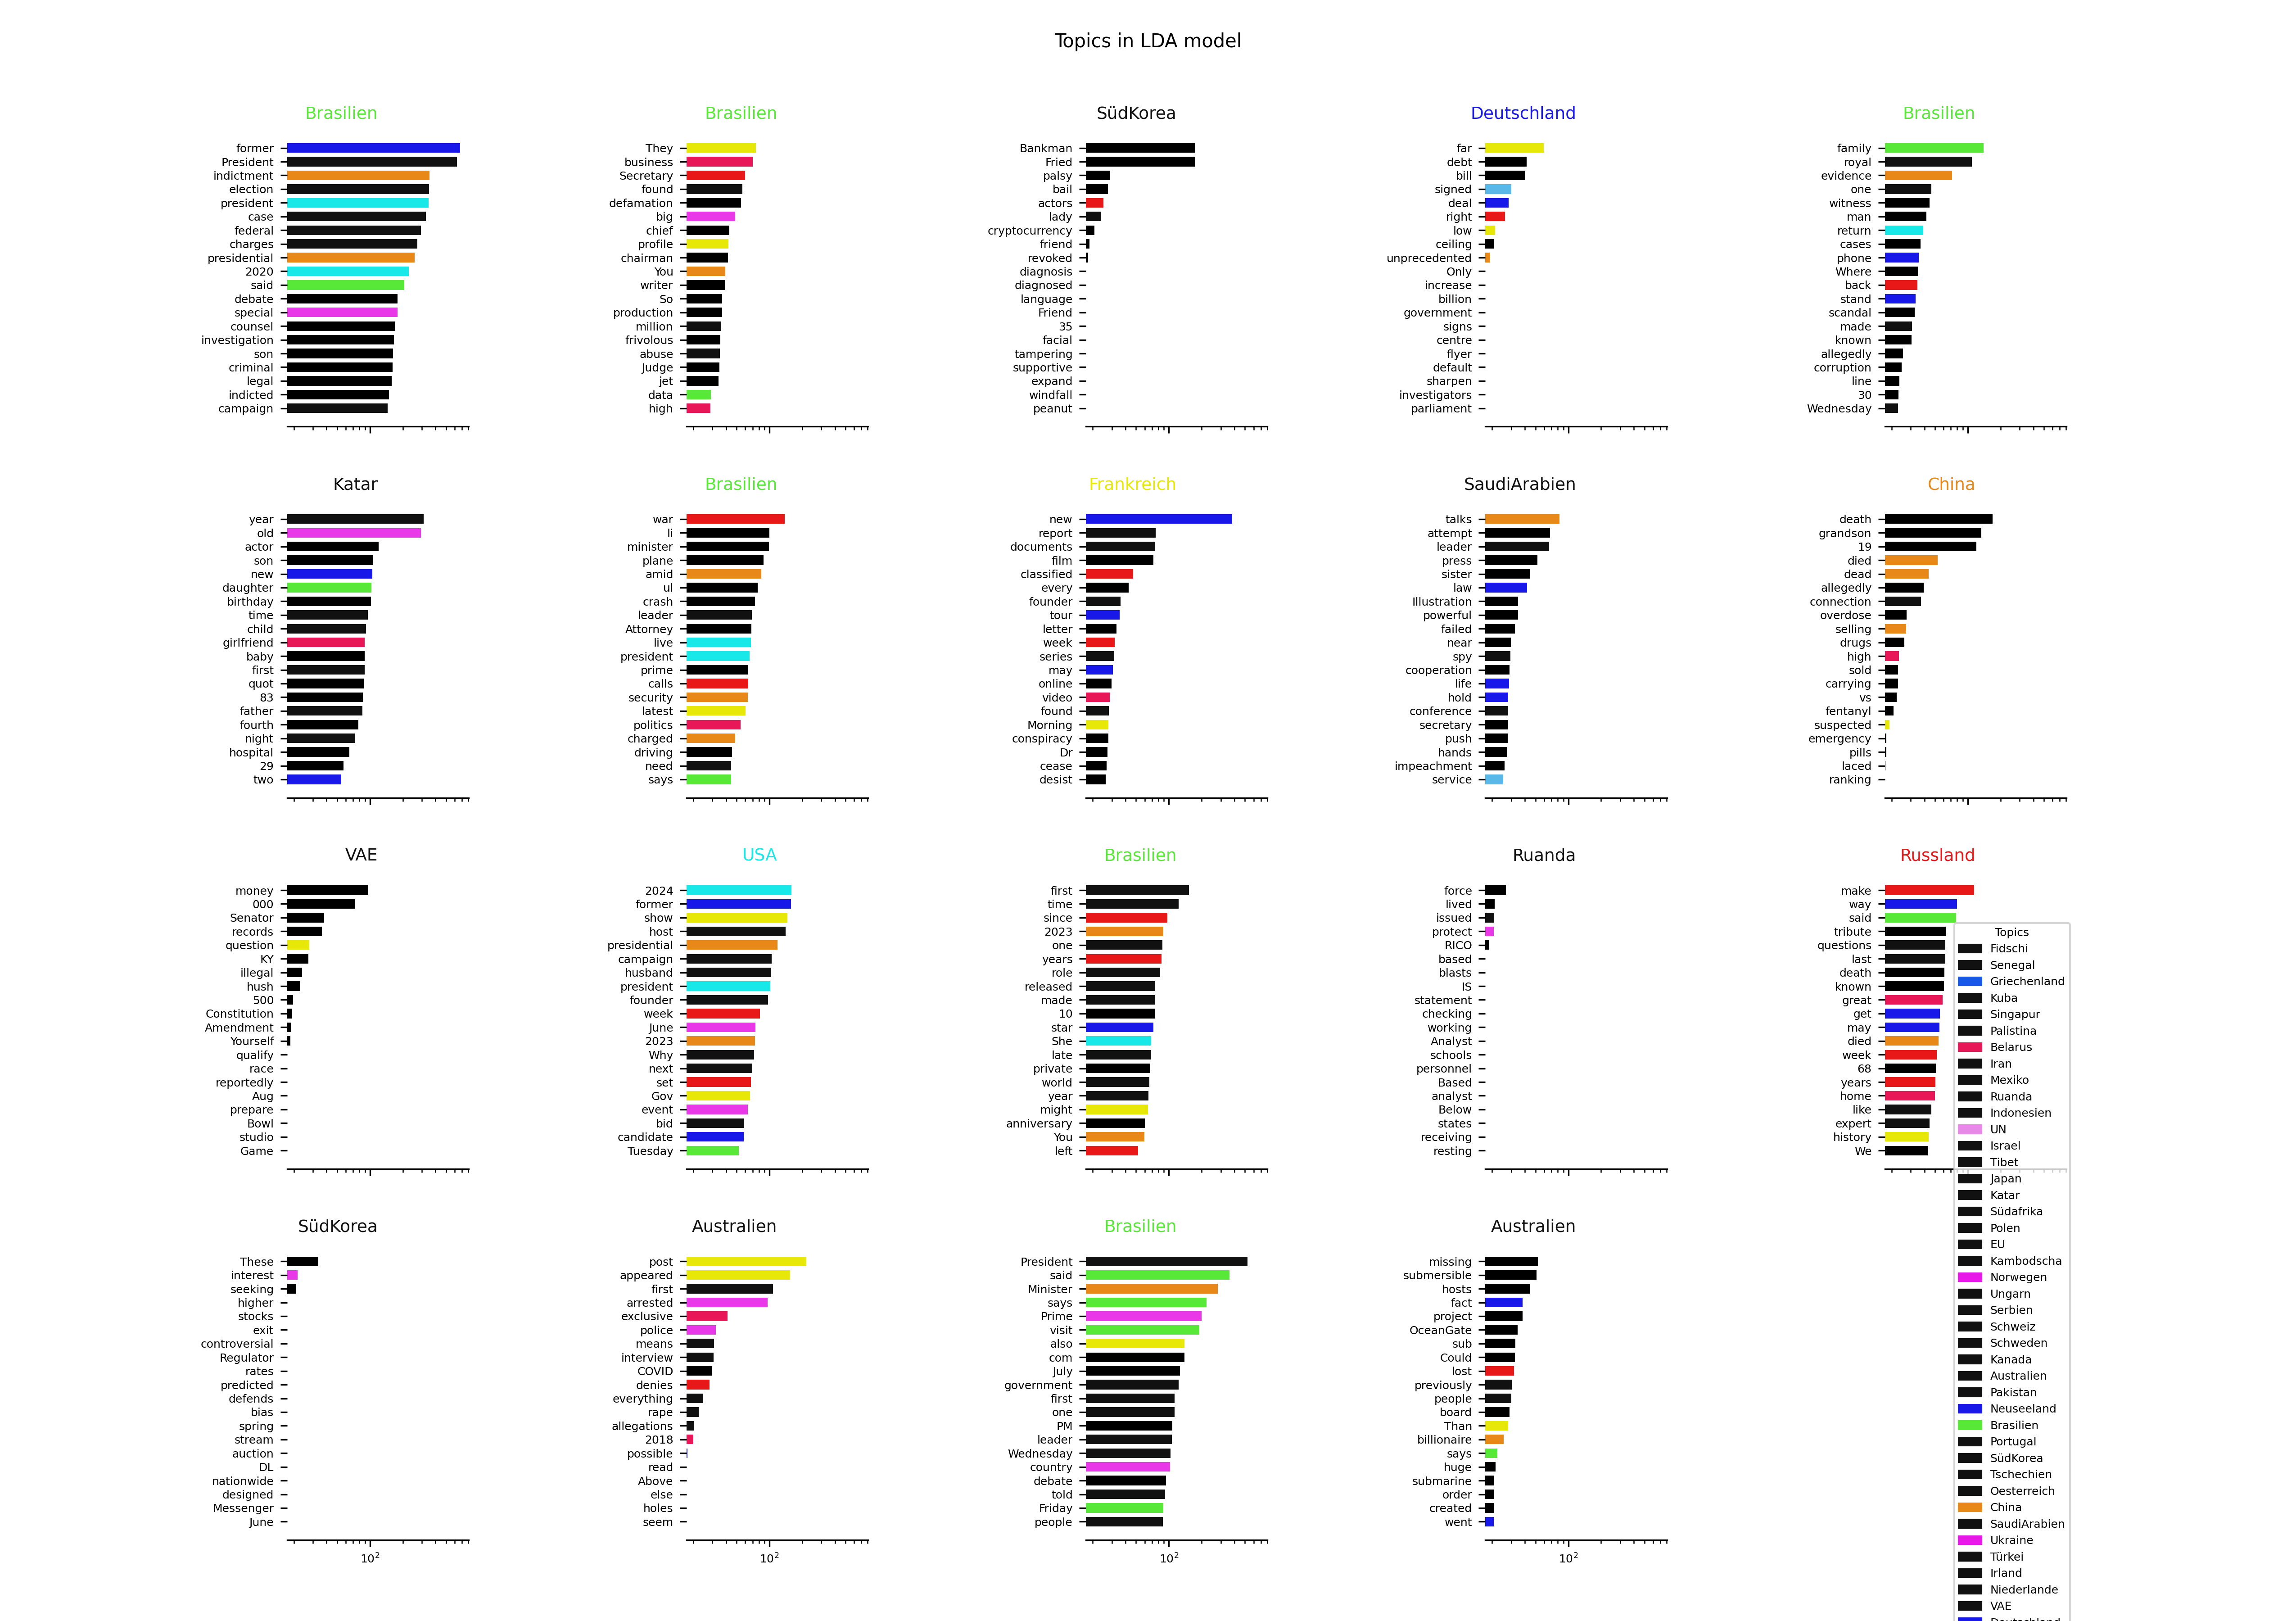 Topics in LDA model
Brasilien
former
President
indictment
election
president
case
federal
charges
presidential
2020
said
debate
special
counsel
investigation
son
criminal
legal
indicted
campaign
Brasilien
They
business
Secretary
found
defamation
big
chief
profile
chairman
You
writer
So
production
million
frivolous
abuse
Judge
jet
data
high
SüdKorea
Bankman
Fried
palsy
bail
actors
lady
cryptocurrency
friend
revoked
diagnosis
diagnosed
language
Friend
35
facial
tampering
supportive
expand
windfall
peanut
Deutschland
far
debt
bill
signed
deal
right
low
ceiling
unprecedented
Only
increase
billion
government
signs
centre
flyer
default
sharpen
investigators
parliament
Brasilien
family
royal
evidence
one
witness
man
return
cases
phone
Where
back
stand
scandal
made
known
allegedly
corruption
line
30
Wednesday
Katar
year
old
actor
son
new
daughter
birthday
time
child
girlfriend
baby
first
quot
83
father
fourth
night
hospital
29
two
Brasilien
war
li
minister
plane
amid
ul
crash
leader
Attorney
live
president
prime
calls
security
latest
politics
charged
driving
need
says
Frankreich
new
report
documents
film
classified
every
founder
tour
letter
week
series
may
online
video
found
Morning
conspiracy
Dr
cease
desist
SaudiArabien
talks
attempt
leader
press
sister
law
Illustration
powerful
failed
near
spy
cooperation
life
hold
conference
secretary
push
hands
impeachment
service
China
death
grandson
19
died
dead
allegedly
connection
overdose
selling
drugs
high
sold
carrying
vs
fentanyl
suspected
emergency
pills
laced
ranking
VAE
money
000
Senator
records
question
KY
illegal
hush
500
Constitution
Amendment
Yourself
qualify
race
reportedly
Aug
prepare
Bowl
studio
Game
USA
2024
former
show
host
presidential
campaign
husband
president
founder
week
June
2023
Why
next
set
Gov
event
bid
candidate
Tuesday
Brasilien
first
time
since
2023
one
years
role
released
made
10
star
She
late
private
world
year
might
anniversary
You
left
Ruanda
force
lived
issued
protect
RICO
based
blasts
IS
statement
checking
working
Analyst
schools
personnel
Based
analyst
Below
states
receiving
resting
Russland
make
way
said
tribute
questions
last
death
known
great
get
may
died
week
68
years
home
like
expert
history
We
SüdKorea
These
interest
seeking
higher
stocks
exit
controversial
Regulator
rates
predicted
defends
bias
spring
stream
auction
DL
nationwide
designed
Messenger
June
10²
Australien
post
appeared
first
arrested
exclusive
police
means
interview
COVID
denies
everything
rape
allegations
2018
possible
read
Above
else
holes
seem
10²
Brasilien
President
said
Minister
says
Prime
visit
also
com
July
government
first
one
PM
leader
Wednesday
country
debate
told
Friday
people
10²
Australien
missing
submersible
hosts
fact
project
OceanGate
sub
Could
lost
previously
people
board
Than
billionaire
says
huge
submarine
order
created
went
10²
Topics
Fidschi
Senegal
Griechenland
Kuba
Singapur
Palistina
Belarus
Iran
Mexiko
Ruanda
Indonesien
UN
Israel
Tibet
Japan
Katar
Südafrika
Polen
EU
Kambodscha
Norwegen
Ungarn
Serbien
Schweiz
Schweden
Kanada
Australien
Pakistan
Neuseeland
Brasilien
Portugal
SüdKorea
Tschechien
Oesterreich
China
SaudiArabien
Ukraine
Türkei
Irland
Niederlande
VAE